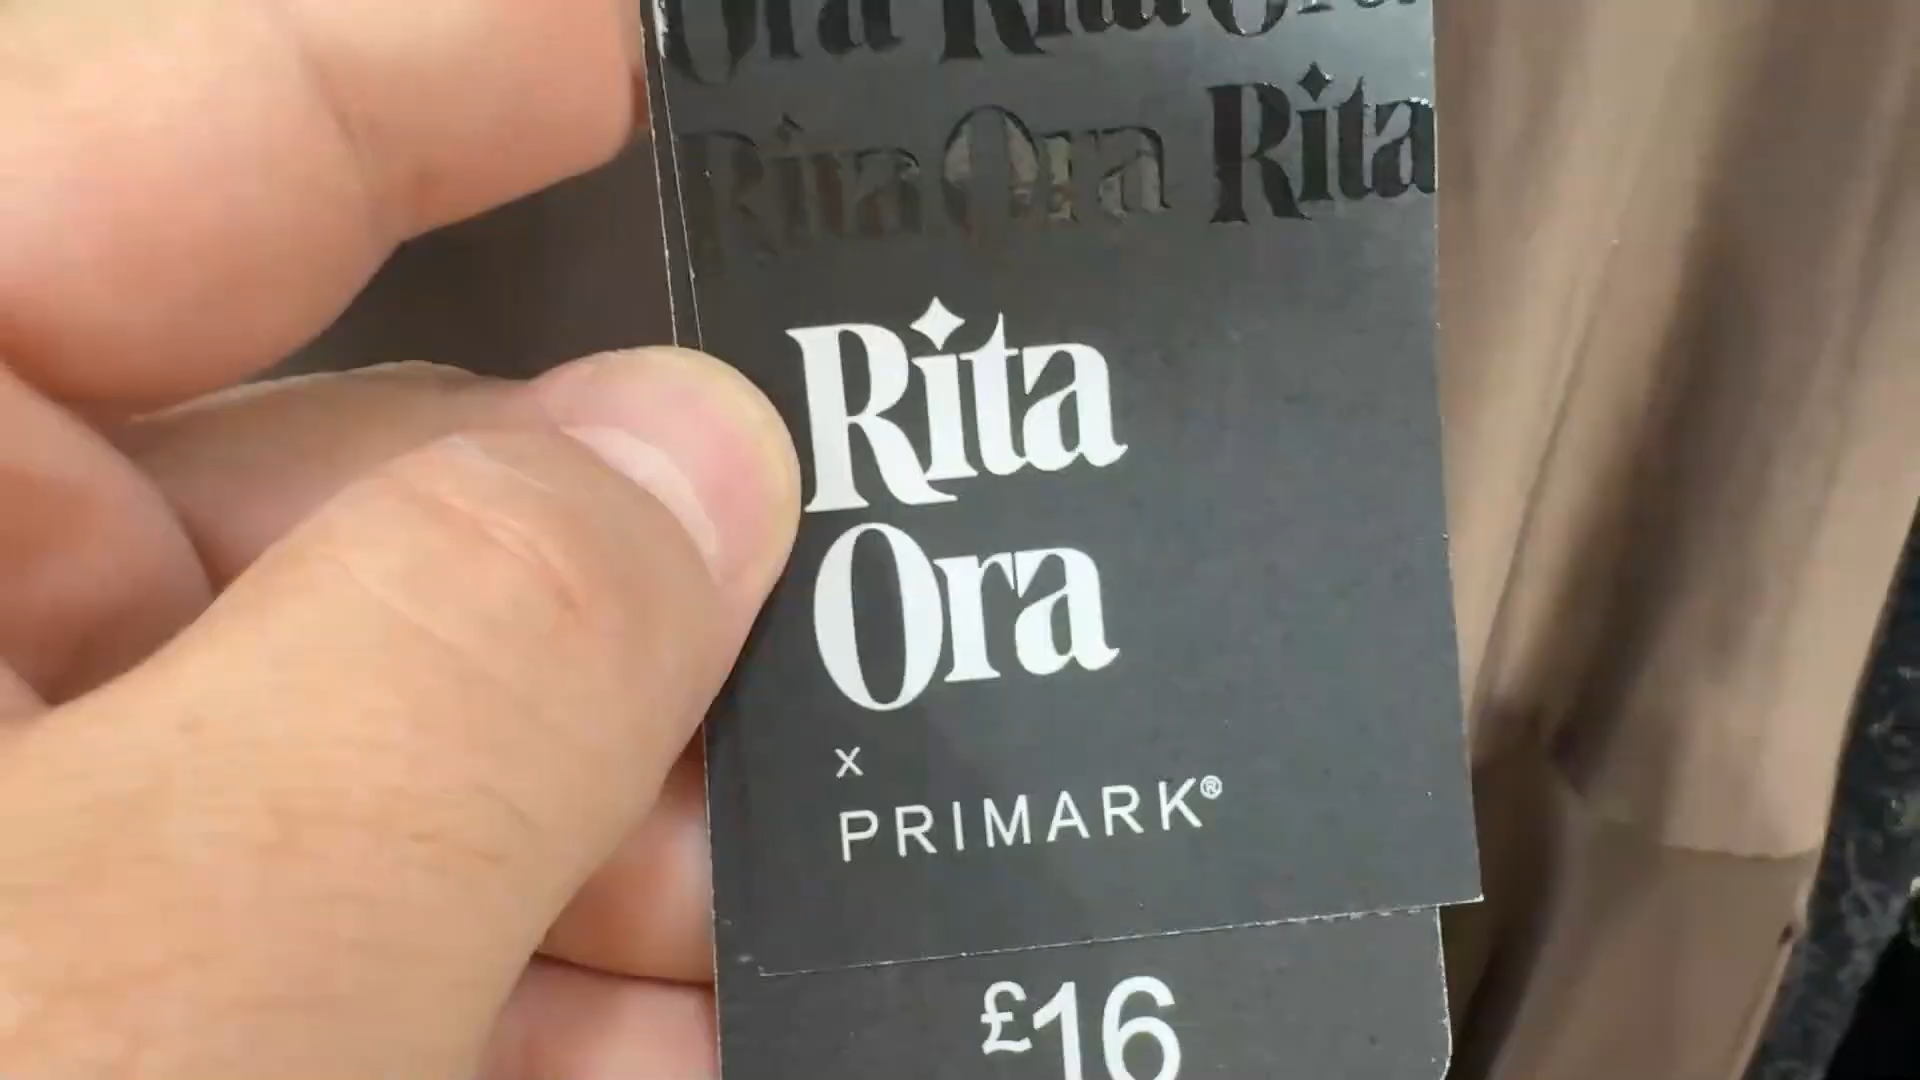 Ora Rita Ora
Rita Ora Rita
Rita
Ora
x
PRIMARK®
£16